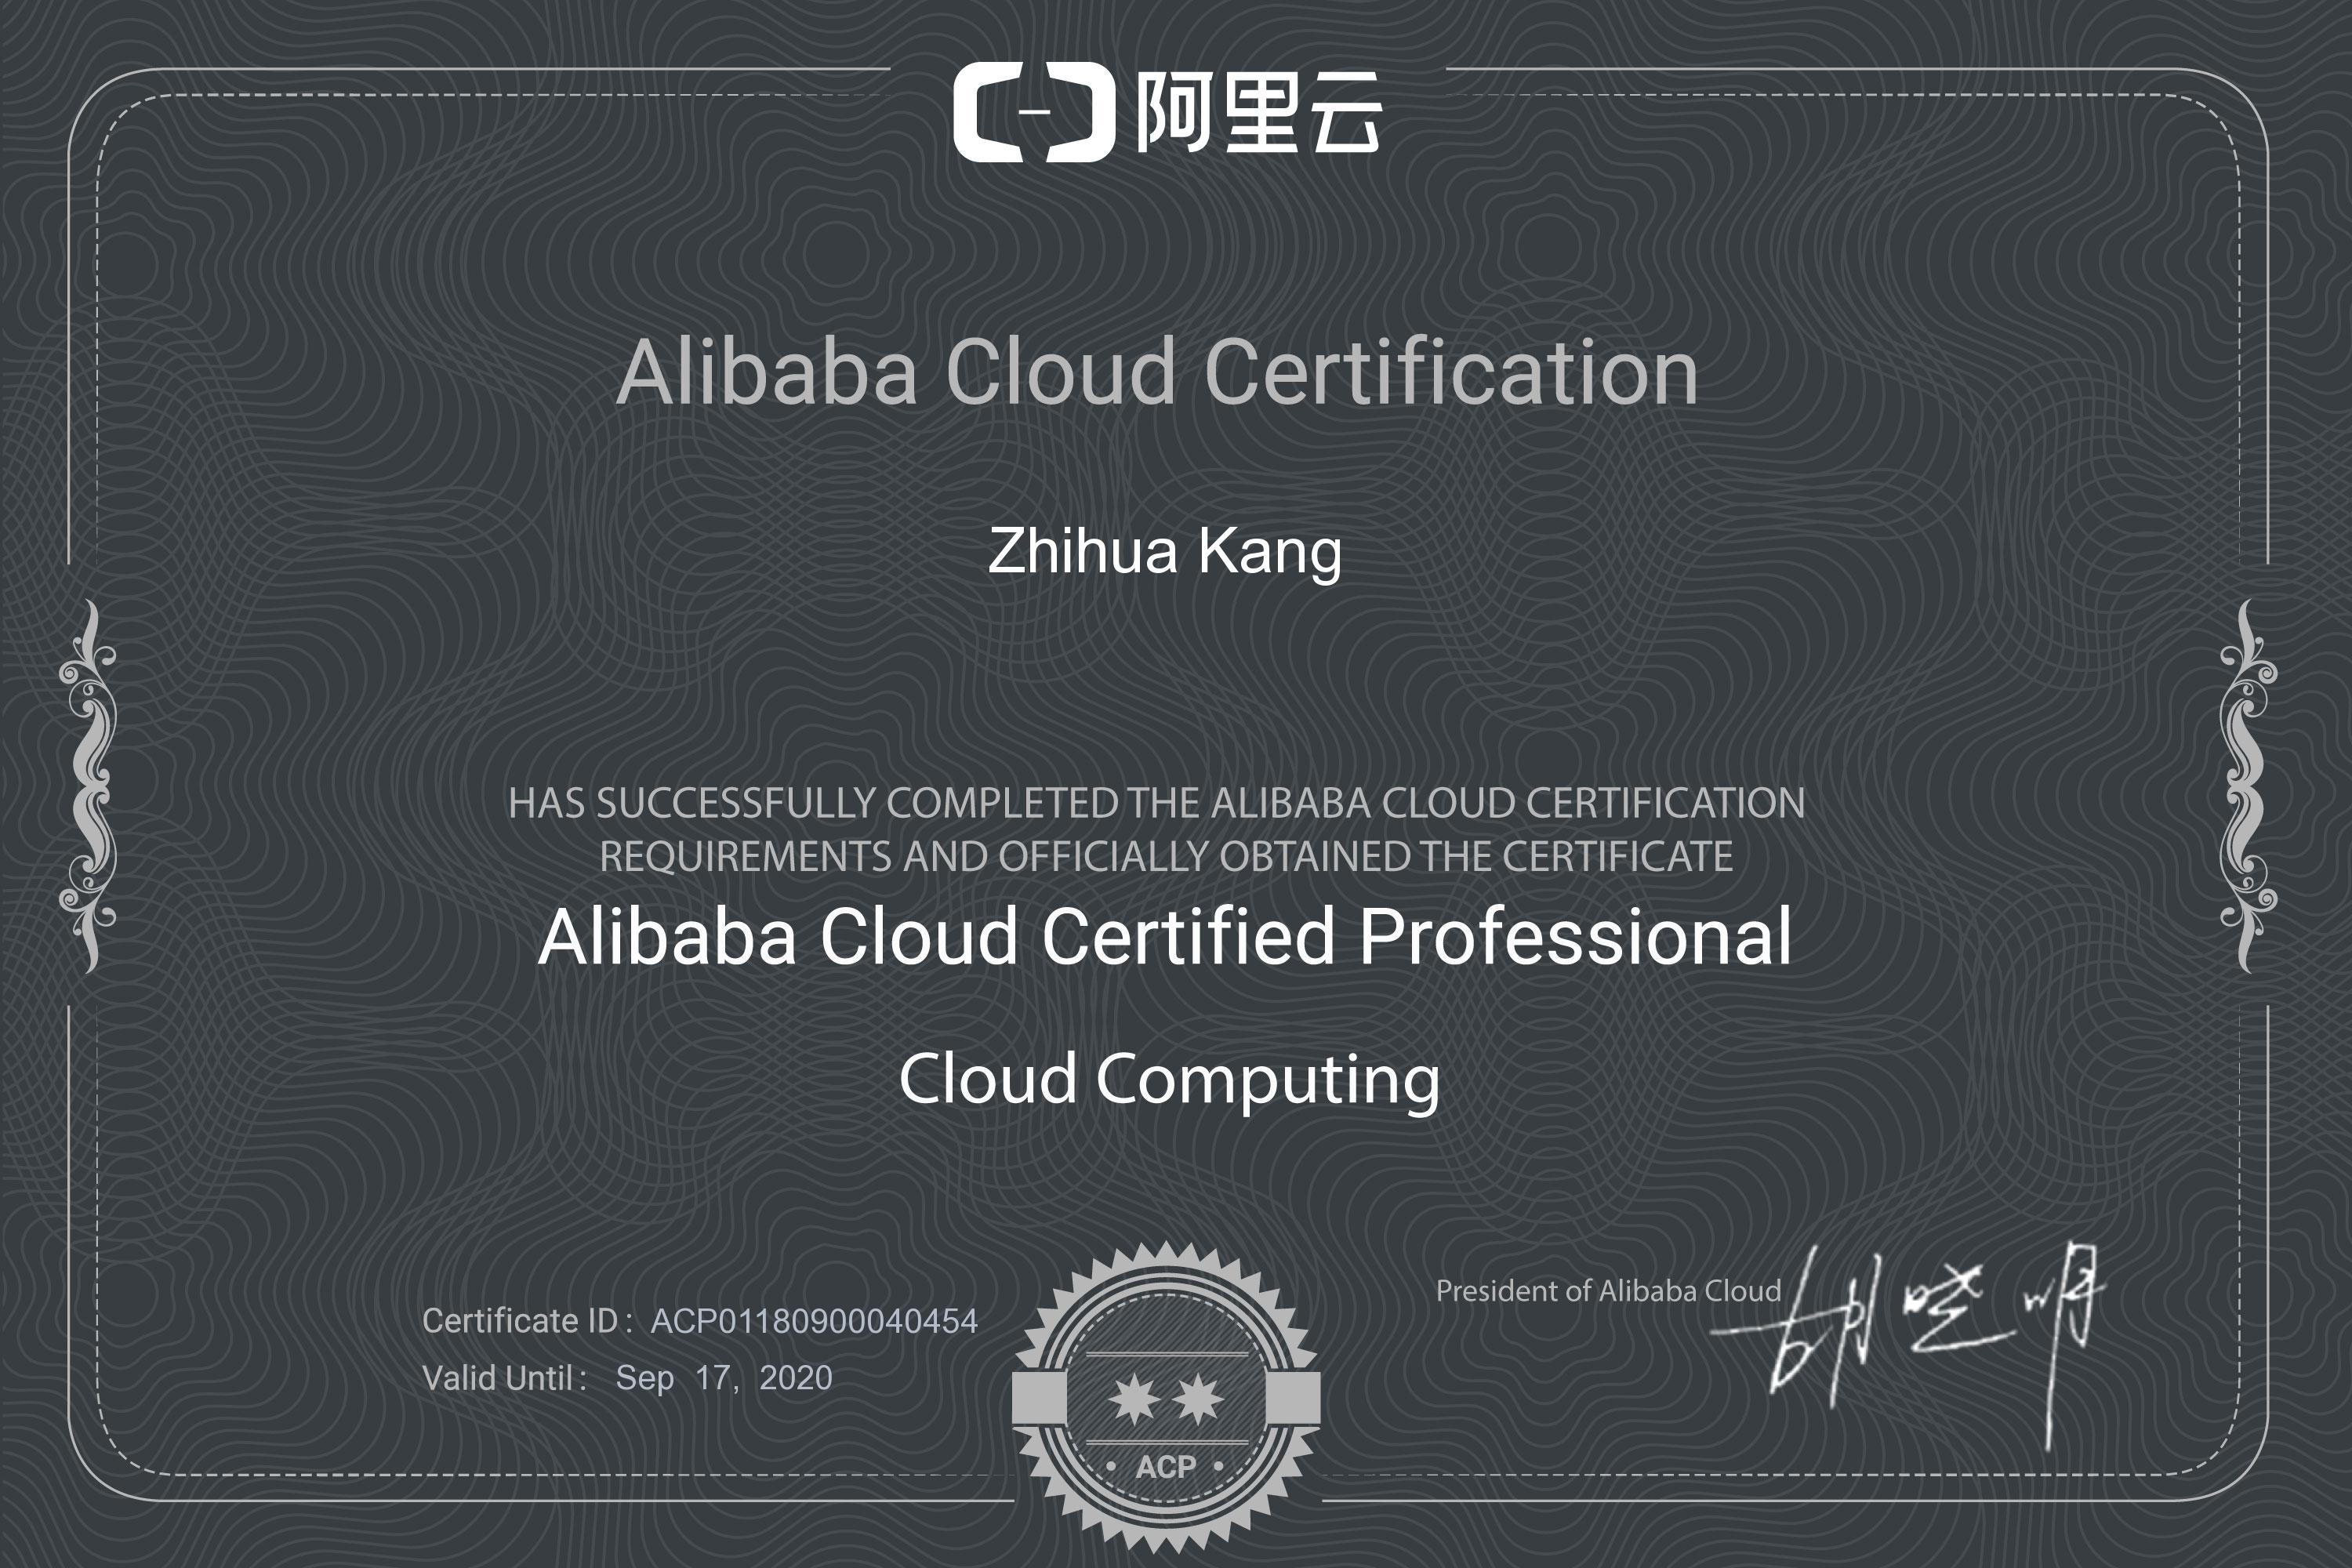 阿里云
Alibaba Cloud Certification
Zhihua Kang
HAS SUCCESSFULLY COMPLETED THE ALIBABA CLOUD CERTIFICATION
REQUIREMENTS AND OFFICIALLY OBTAINED THE CERTIFICATE
Alibaba Cloud Certified Professional
Cloud Computing
Certificate ID : ACP01180900040454
Valid Until : Sep 17, 2020
ACP
President of Alibaba Cloud 胡晓明